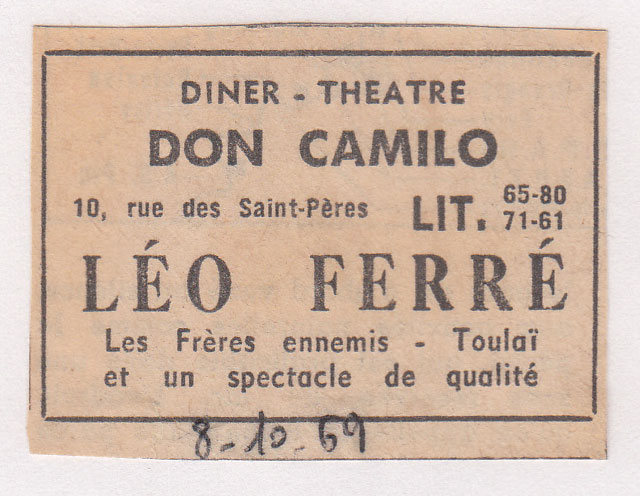 DINER - THEATRE
DON CAMILO
10, rue des Saint-Pères LIT. 65-80
71-61
LÉO FERRÉ
Les Frères ennemis - Toulaï
et un spectacle de qualité
8-10-69